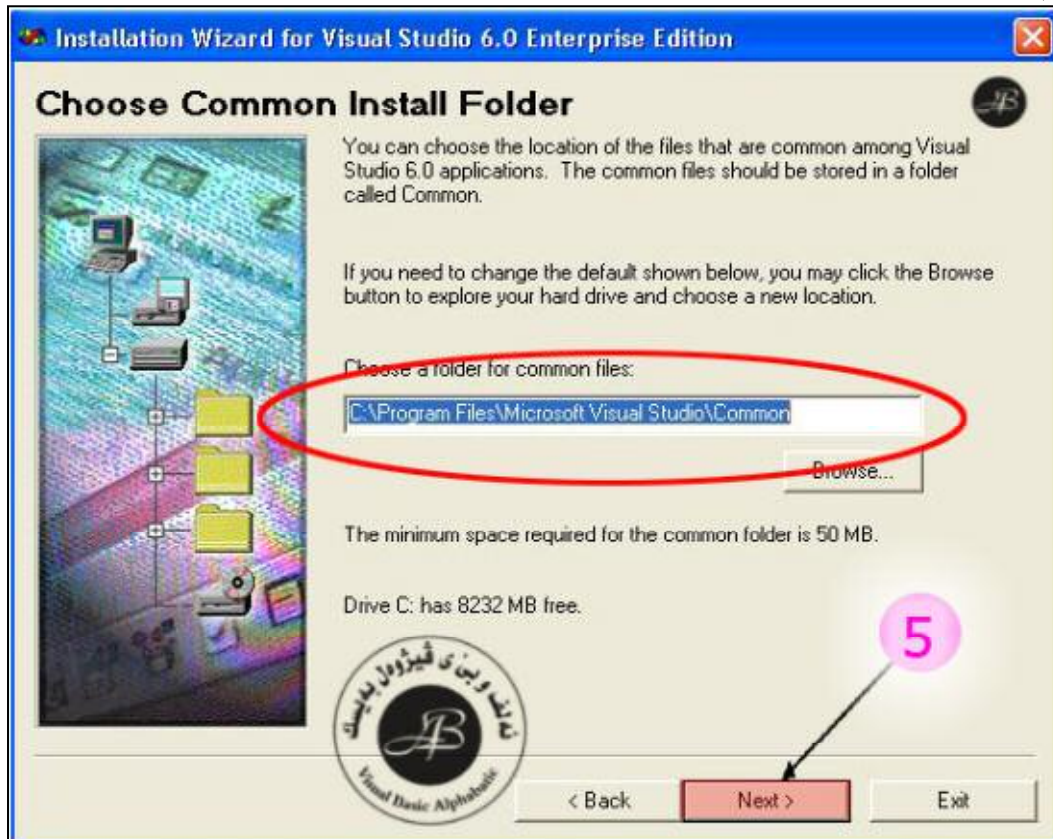 Installation Wizard for Visual Studio 6.0 Enterprise Edition
Choose Common Install Folder
You can choose the location of the files that are common among Visual
Studio 6.0 applications. The common files should be stored in a folder
called Common.
If you need to change the default shown below, you may click the Browse
button to explore your hard drive and choose a new location.
Choose a folder for common files:
C:\Program Files\Microsoft Visual Studio\Common
Browse...
The minimum space required for the common folder is 50 MB.
Drive C: has 8232 MB free.
5
ئەلف وبێ ی ڤیژوەل بەیسك
Visual Basic Alphabatic
< Back
Next >
Exit